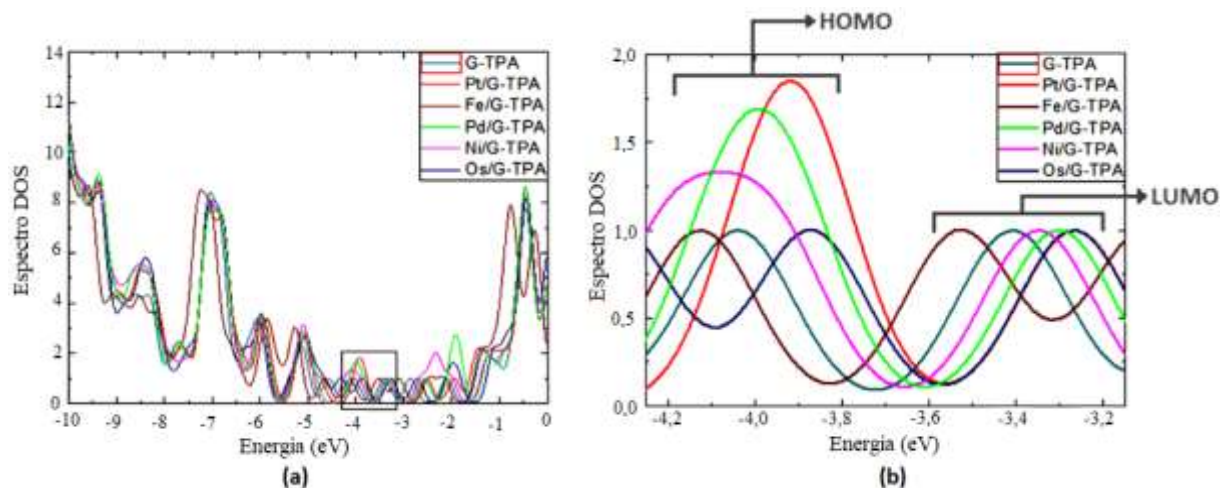 HOMO
14
12
10
8
6
4
2
0
Espectro DOS
G-TPA
Pt/G-TPA
Fe/G-TPA
Pd/G-TPA
Ni/G-TPA
Os/G-TPA
-10 -9 -8 -7 -6 -5 -4 -3 -2 -1 0
Energia (eV)
(a)
2,0
1,5
1,0
0,5
0,0
Espectro DOS
G-TPA
Pt/G-TPA
Fe/G-TPA
Pd/G-TPA
Ni/G-TPA
Os/G-TPA
LUMO
-4,2 -4,0 -3,8 -3,6 -3,4 -3,2
Energia (eV)
(b)